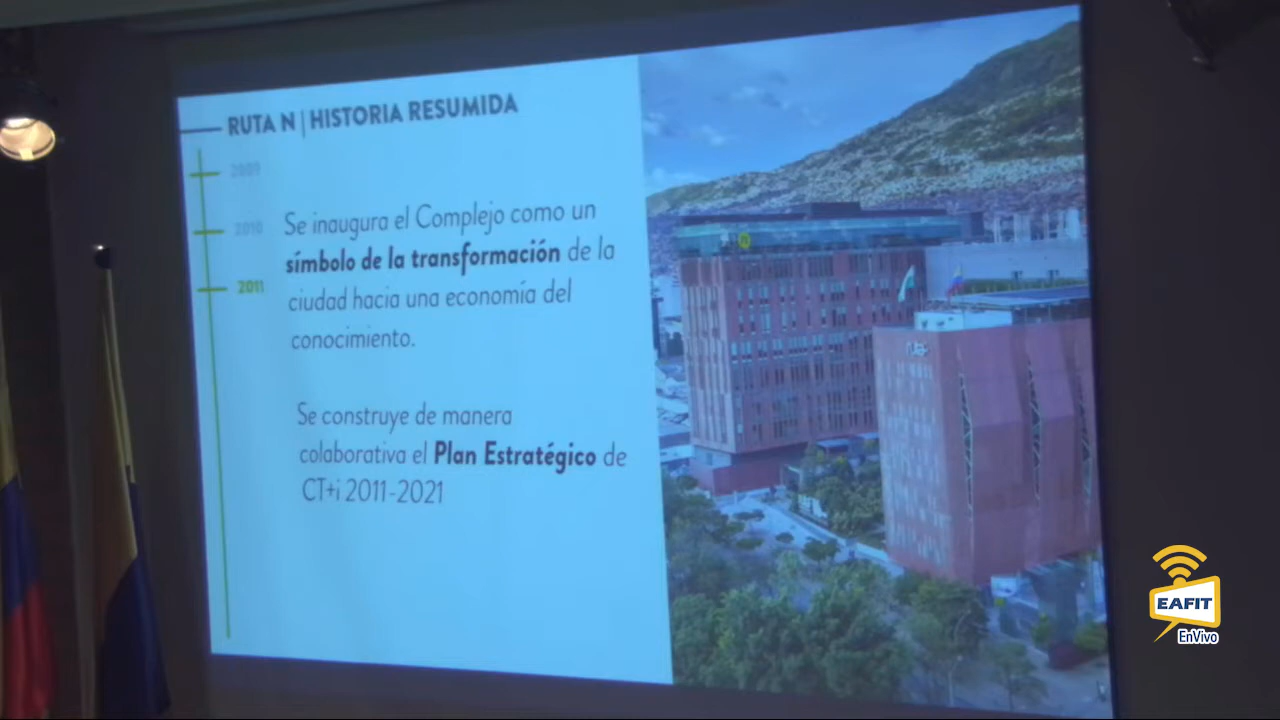 RUTA N | HISTORIA RESUMIDA
2009
2010
2011
Se inaugura el Complejo como un
símbolo de la transformación de la
ciudad hacia una economía del
conocimiento.
Se construye de manera
colaborativa el Plan Estratégico de
CT+i 2011-2021
ruta
EAFIT
EnVivo